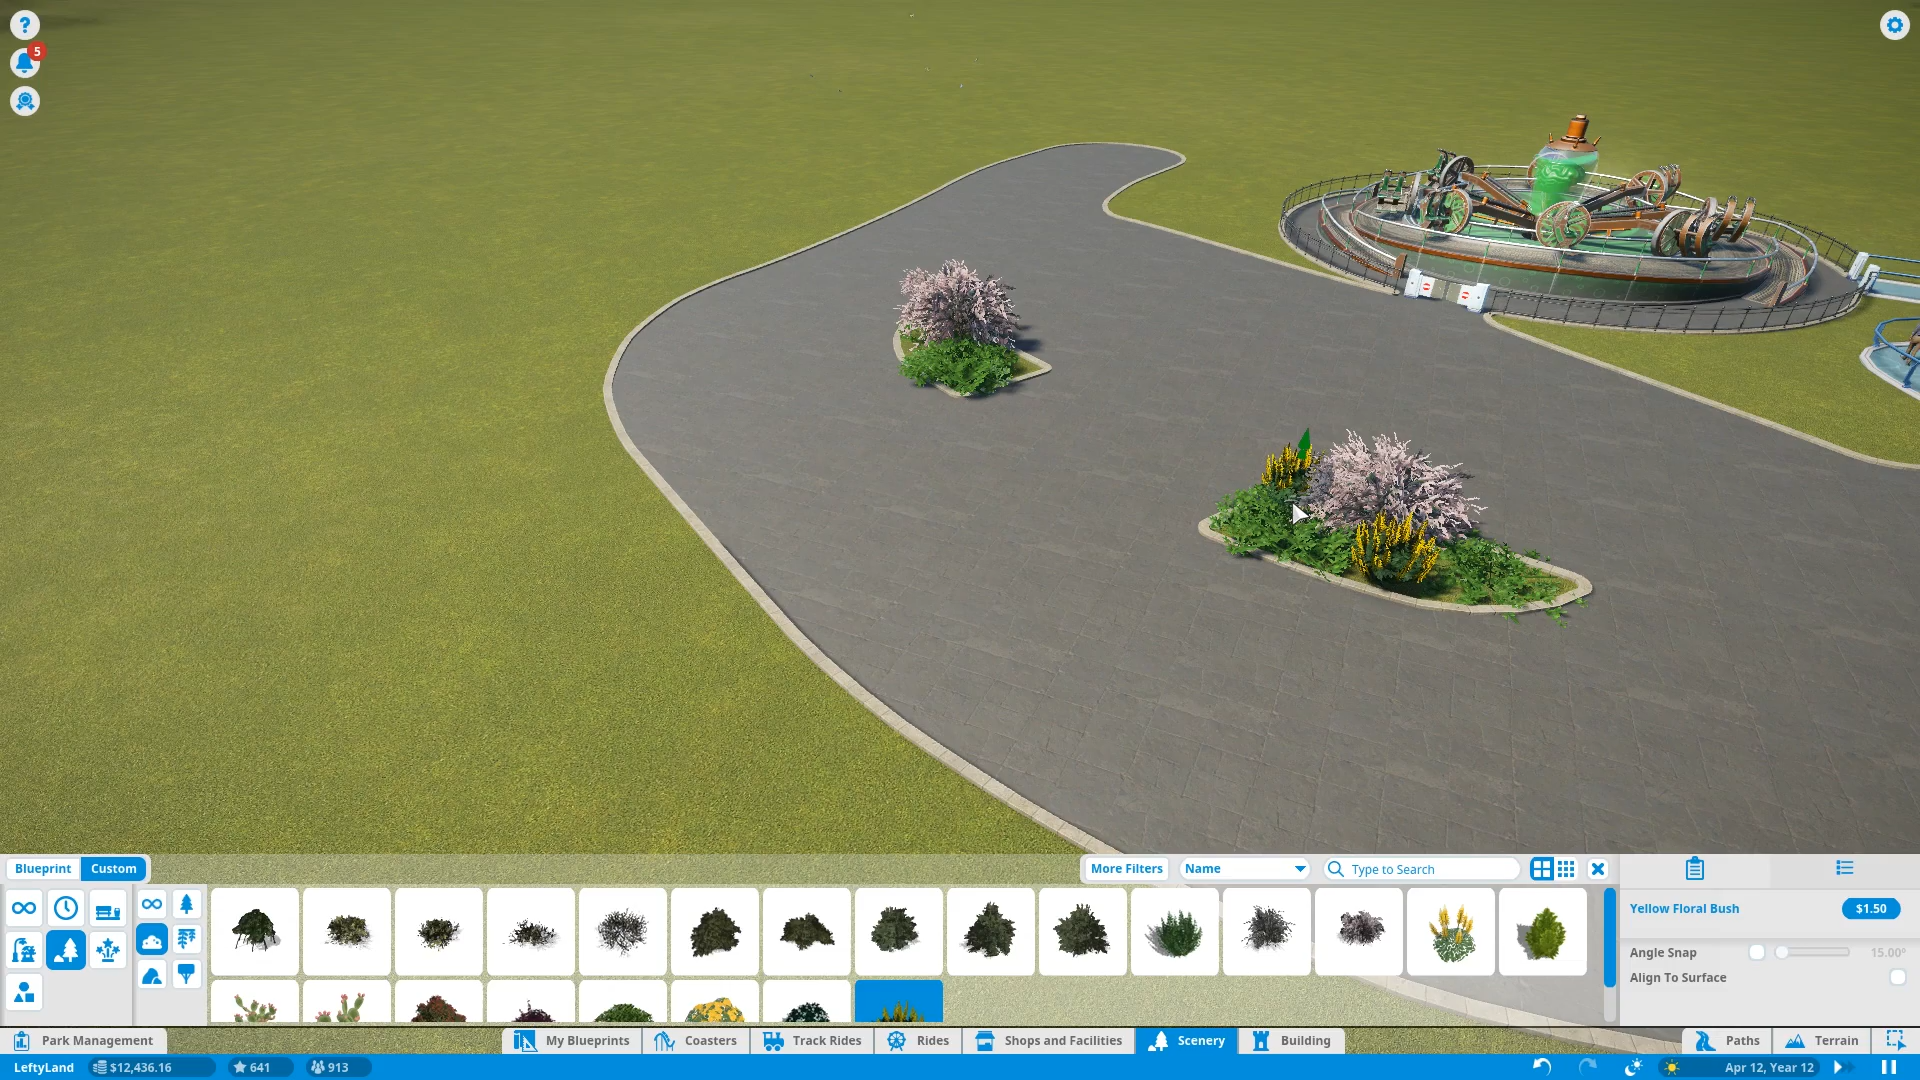 ?
5
Blueprint
Custom
More Filters
Name
Type to Search
Yellow Floral Bush
$1.50
Angle Snap
15.00°
Align To Surface
Park Management
My Blueprints
Coasters
Track Rides
Rides
Shops and Facilities
Scenery
Building
Paths
Terrain
LeftyLand
$12,436.16
641
913
Apr 12, Year 12